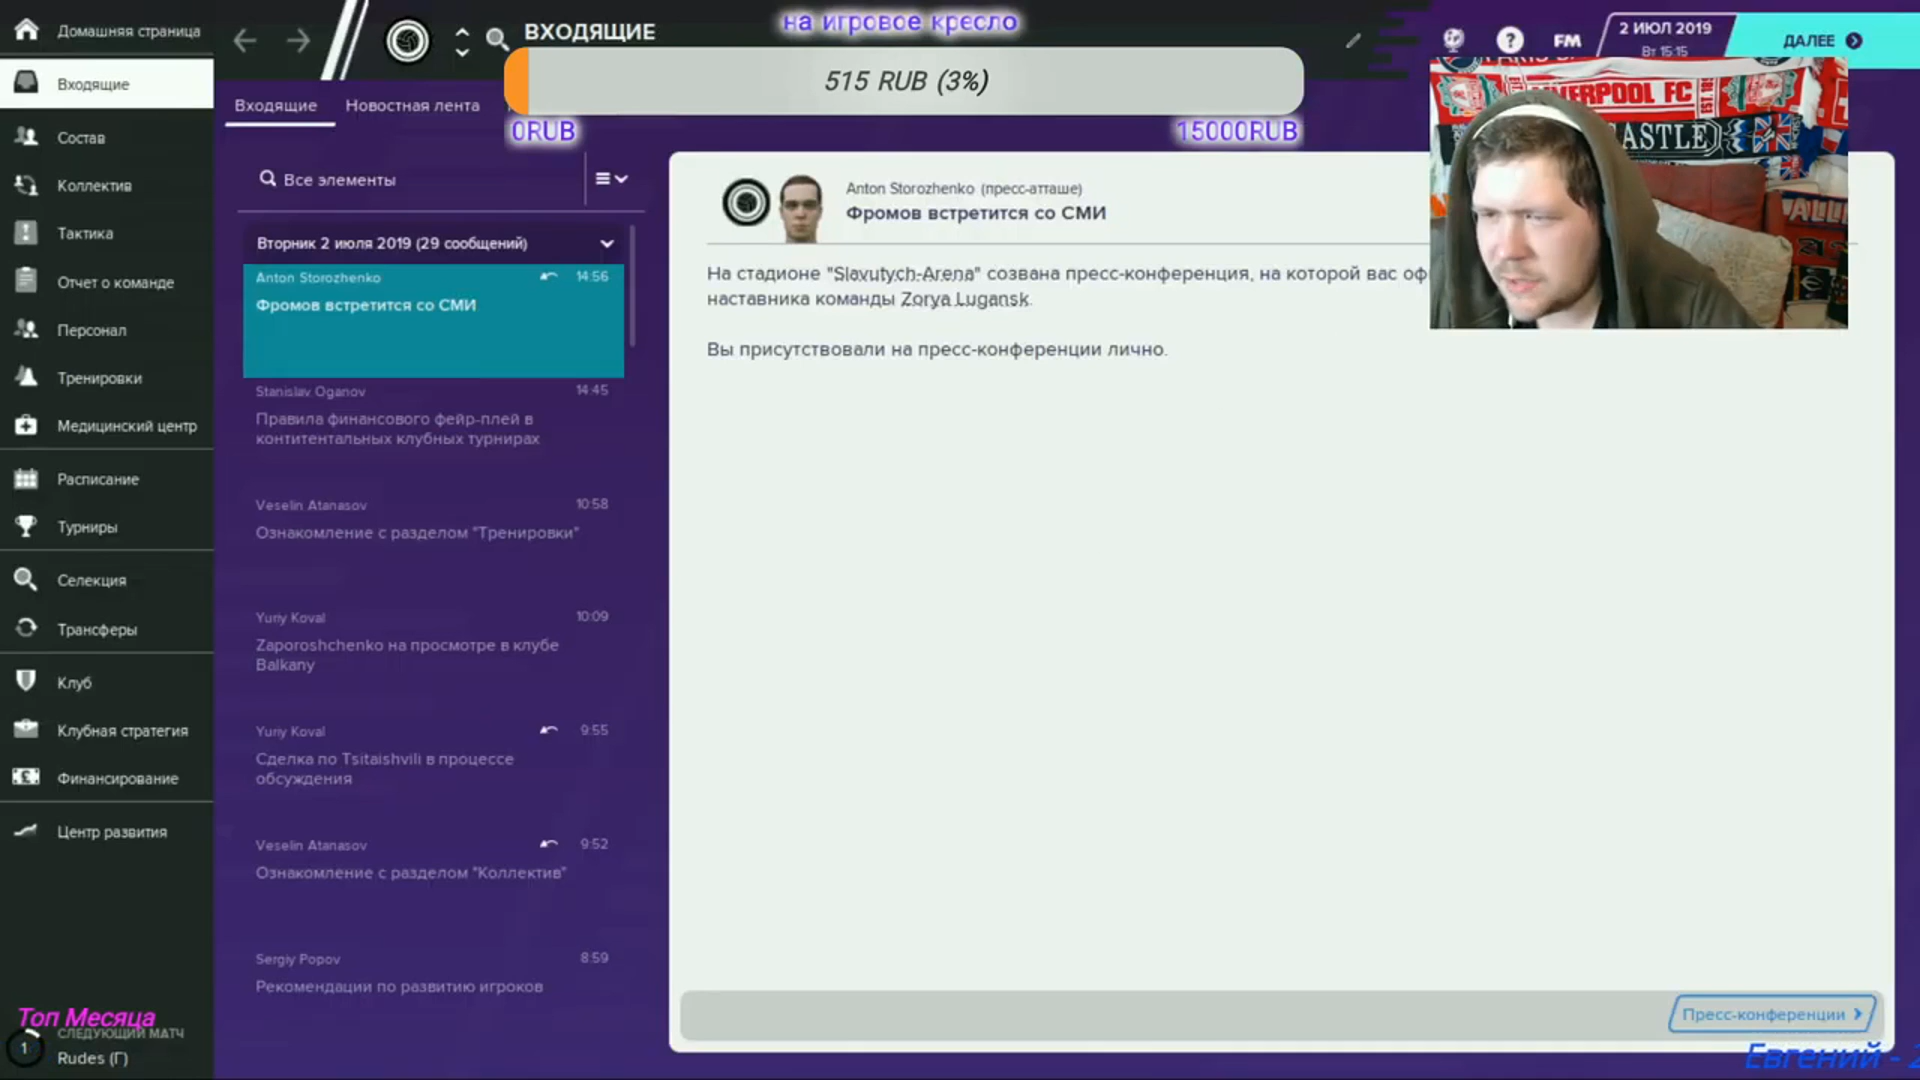 Домашняя страница
ВХОДЯЩИЕ
на игровое кресло
FM
2 ИЮЛ 2019
Вт 15:15
ДАЛЕЕ
Входящие
Состав
Коллектив
Тактика
Отчет о команде
Персонал
Тренировки
Медицинский центр
Расписание
Турниры
Селекция
Трансферы
Клуб
Клубная стратегия
Финансирование
Центр развития
Топ Месяца
СЛЕДУЮЩИЙ МАТЧ
1
Rudes (Г)
Входящие
Новостная лента
515 RUB (3%)
0RUB
15000RUB
Все элементы
Вторник 2 июля 2019 (29 сообщений)
Anton Storozhenko
14:56
Фромов встретится со СМИ
Stanislav Oganov
14:45
Правила финансового фейр-плей в
контитентальных клубных турнирах
Veselin Atanasov
10:58
Ознакомление с разделом "Тренировки"
Yuriy Koval
10:09
Zaporoshchenko на просмотре в клубе
Balkany
Yuriy Koval
9:55
Сделка по Tsitaishvili в процессе
обсуждения
Veselin Atanasov
9:52
Ознакомление с разделом "Коллектив"
Sergiy Popov
8:59
Рекомендации по развитию игроков
Anton Storozhenko (пресс-атташе)
Фромов встретится со СМИ
На стадионе "Slavutych-Arena" созвана пресс-конференция, на которой вас оф
наставника команды Zorya Lugansk.
Вы присутствовали на пресс-конференции лично.
LIVERPOOL FC
EST. 18
ASTLE
Пресс-конференции
Евгений - 2